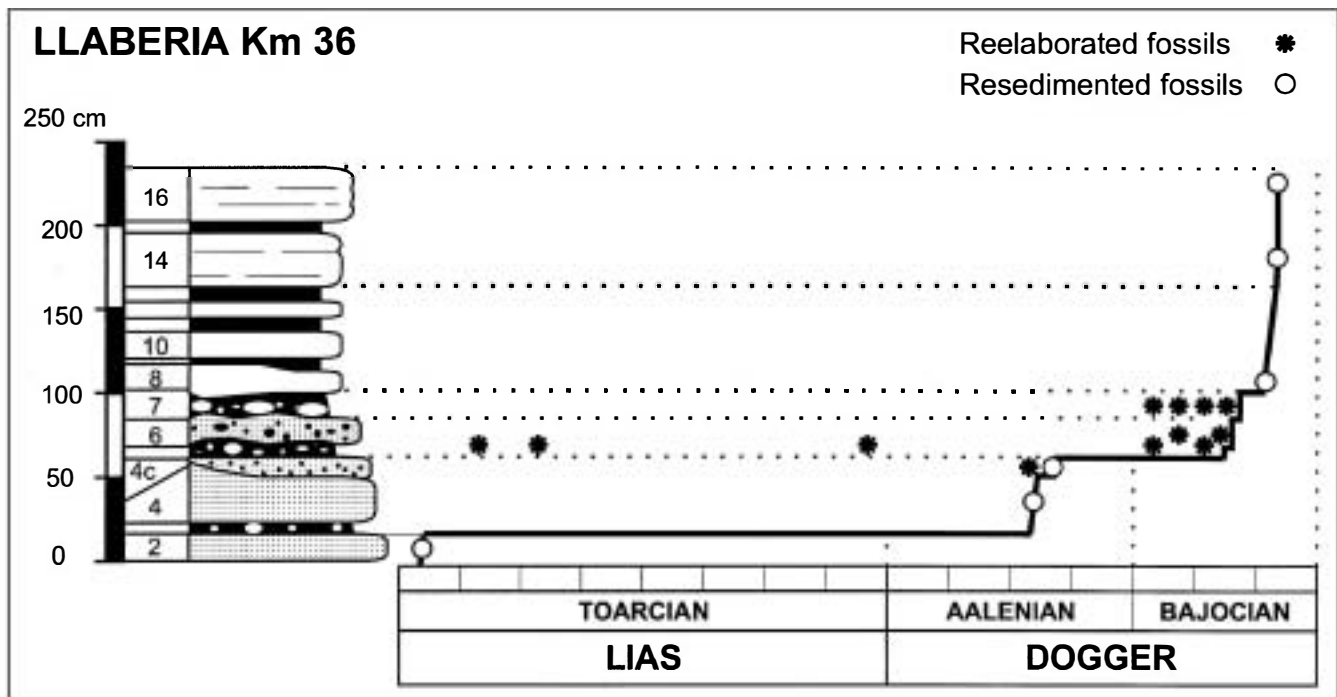 LLABERIA Km 36
Reelaborated fossils
Resedimented fossils
250 cm
200
150
100
50
0
16
14
10
8
7
6
4c
4
2
TOARCIAN AALENIAN BAJOCIAN
LIAS DOGGER